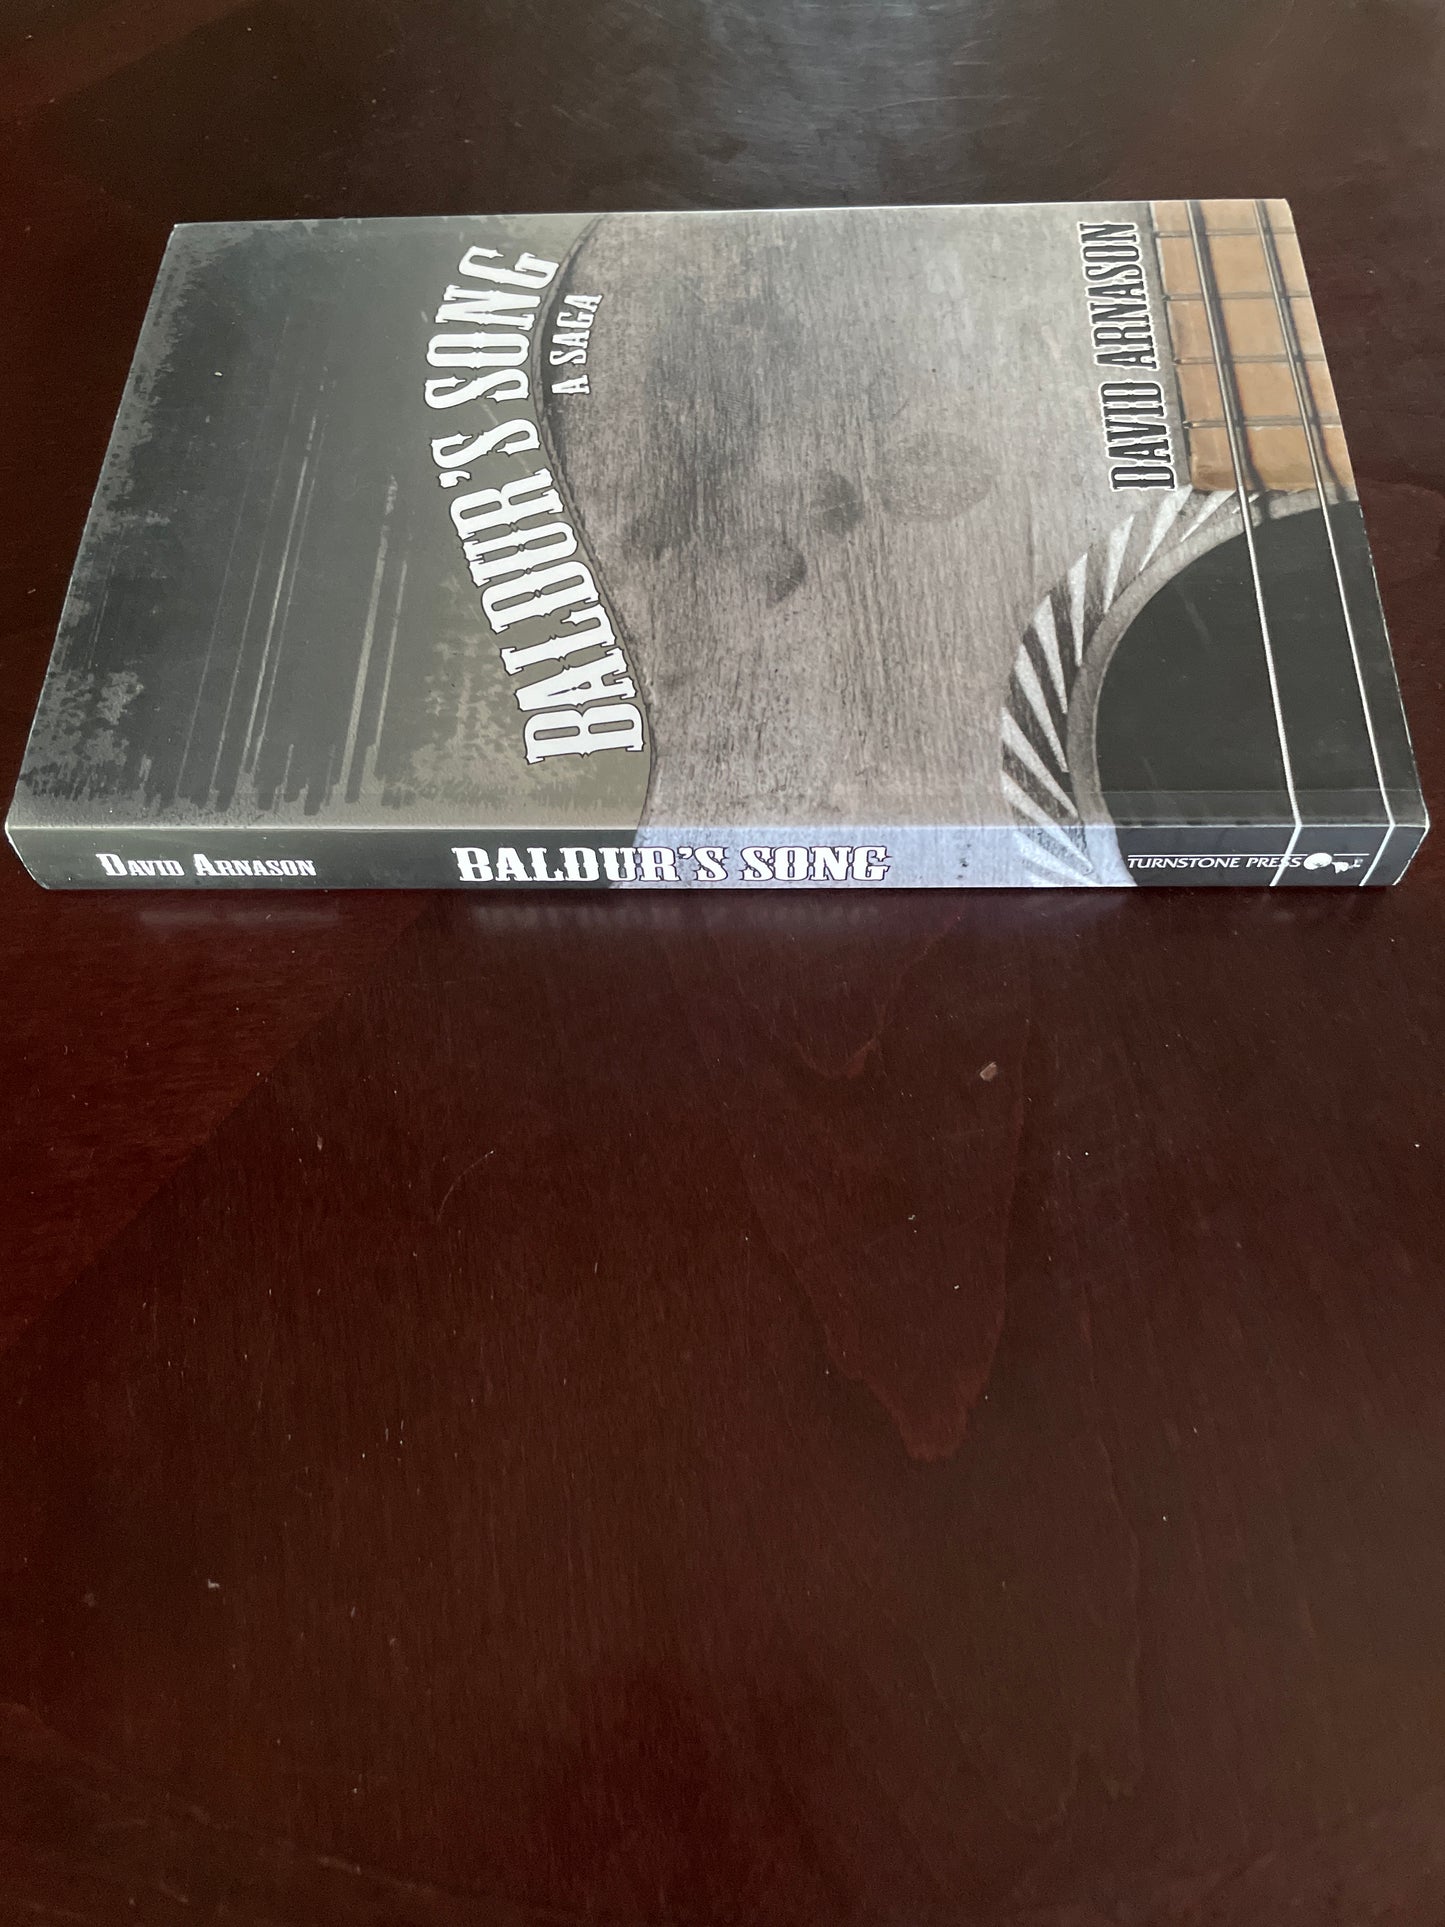 BALDUR'S SONG
A SAGA
DAVID ARNASON
DAVID ARNASON
BALDUR'S SONG
TURNSTONE PRESS